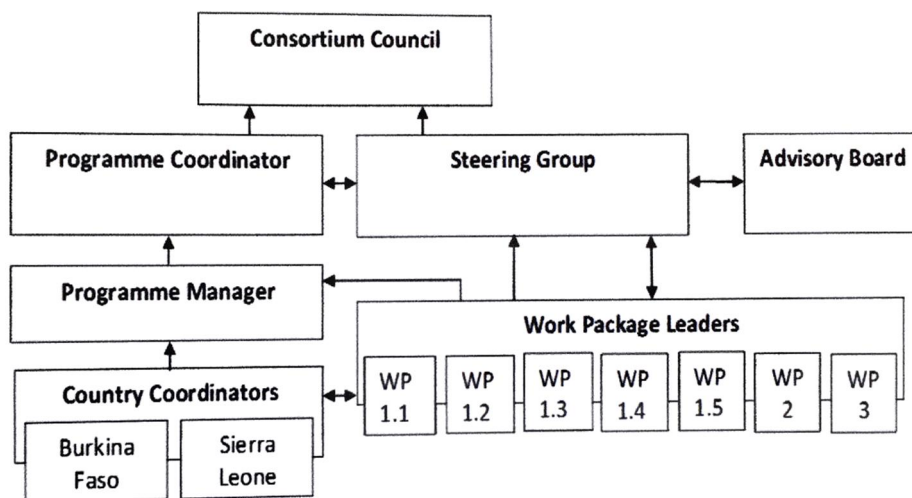 Consortium Council
Programme Coordinator
Steering Group
Advisory Board
Programme Manager
Work Package Leaders
WP
1.1
WP
1.2
WP
1.3
WP
1.4
WP
1.5
WP
2
WP
3
Country Coordinators
Burkina
Faso
Sierra
Leone